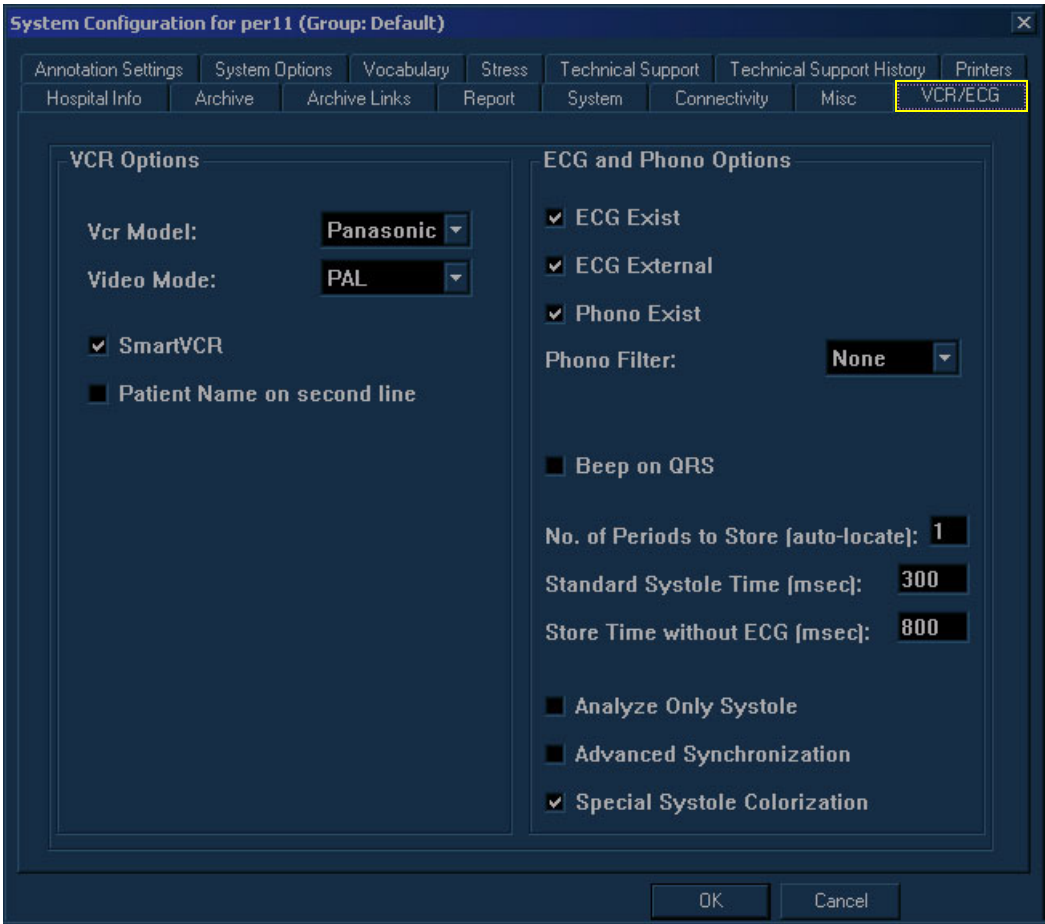 System Configuration for per11 (Group: Default)
Annotation Settings System Options Vocabulary Stress Technical Support Technical Support History Printers
Hospital Info Archive Archive Links Report System Connectivity Misc VCR/ECG
VCR Options
Vcr Model: Panasonic
Video Mode: PAL
SmartVCR
Patient Name on second line
ECG and Phono Options
ECG Exist
ECG External
Phono Exist
Phono Filter: None
Beep on QRS
No. of Periods to Store (auto-locate): 1
Standard Systole Time (msec): 300
Store Time without ECG (msec): 800
Analyze Only Systole
Advanced Synchronization
Special Systole Colorization
OK Cancel